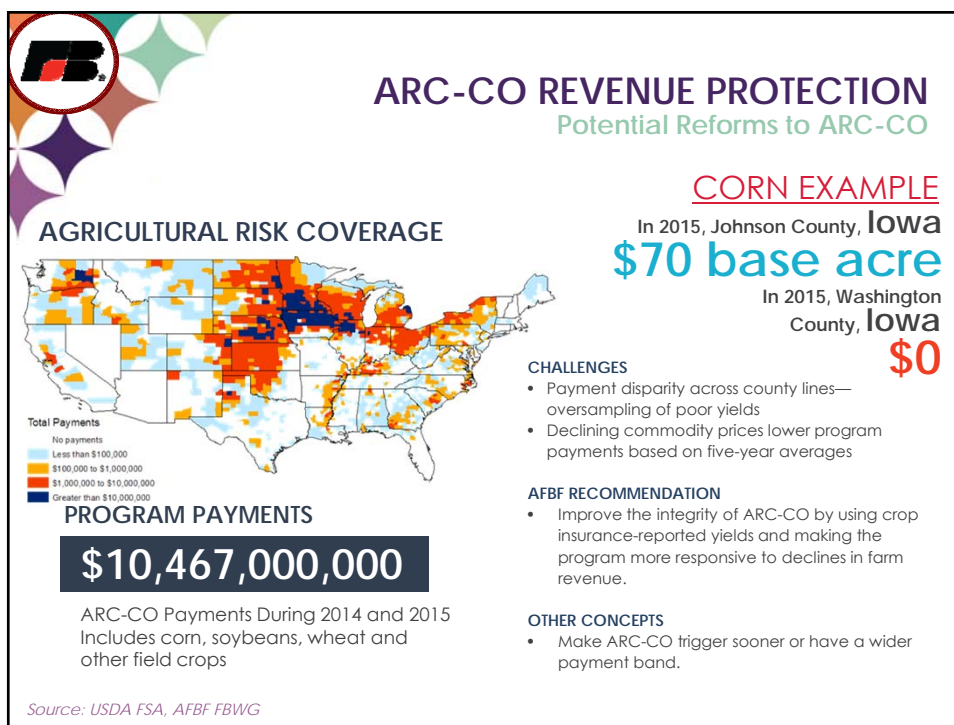 FB®
ARC-CO REVENUE PROTECTION
Potential Reforms to ARC-CO
CORN EXAMPLE
In 2015, Johnson County, Iowa
$70 base acre
In 2015, Washington
County, Iowa
$0
AGRICULTURAL RISK COVERAGE
Total Payments
No payments
Less than $100,000
$100,000 to $1,000,000
$1,000,000 to $10,000,000
Greater than $10,000,000
PROGRAM PAYMENTS
$10,467,000,000
ARC-CO Payments During 2014 and 2015
Includes corn, soybeans, wheat and
other field crops
CHALLENGES
• Payment disparity across county lines—
oversampling of poor yields
• Declining commodity prices lower program
payments based on five-year averages
AFBF RECOMMENDATION
• Improve the integrity of ARC-CO by using crop
insurance-reported yields and making the
program more responsive to declines in farm
revenue.
OTHER CONCEPTS
• Make ARC-CO trigger sooner or have a wider
payment band.
Source: USDA FSA, AFBF FBWG